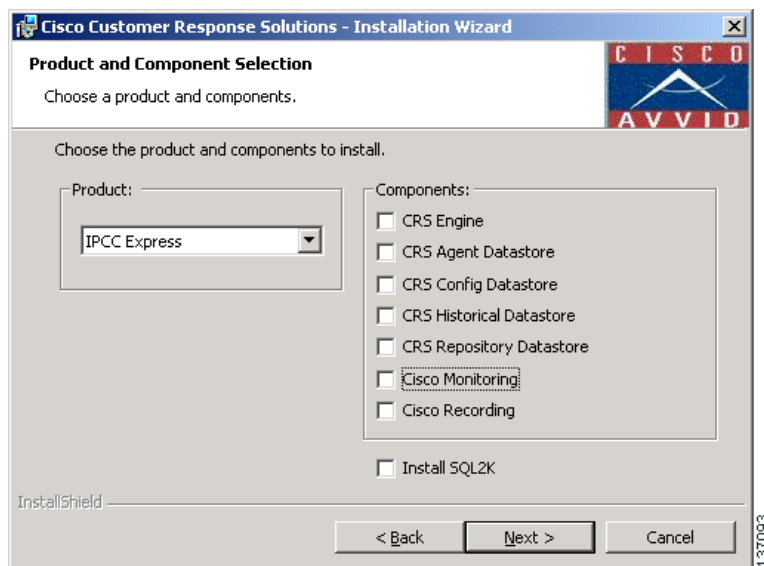 Cisco Customer Response Solutions - Installation Wizard
Product and Component Selection
Choose a product and components.
CISCO
AVVID
Choose the product and components to install.
Product:
IPCC Express
Components:
CRS Engine
CRS Agent Datastore
CRS Config Datastore
CRS Historical Datastore
CRS Repository Datastore
Cisco Monitoring
Cisco Recording
Install SQL2K
InstallShield
< Back
Next >
Cancel
137093